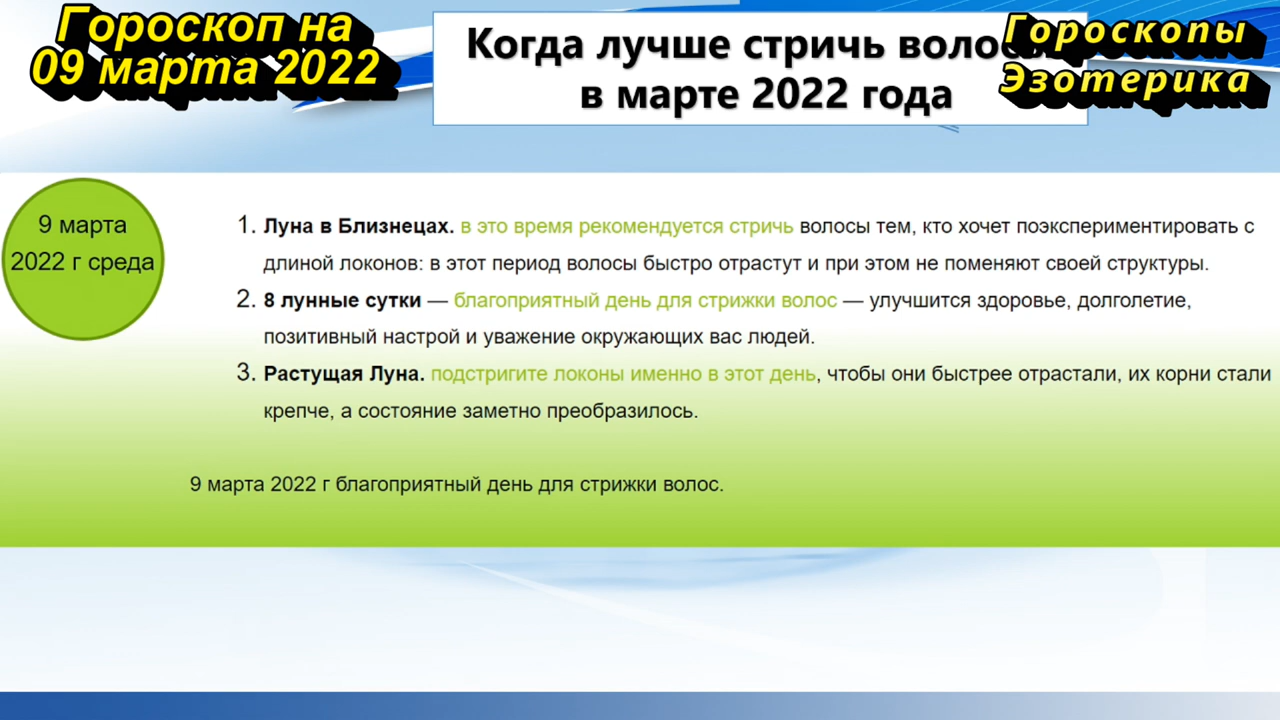 Гороскоп на
09 марта 2022
Когда лучше стричь воло
в марте 2022 года
Гороскопы
Эзотерика
9 марта
2022 г среда
1. Луна в Близнецах. в это время рекомендуется стричь волосы тем, кто хочет поэкспериментировать с
длиной локонов: в этот период волосы быстро отрастут и при этом не поменяют своей структуры.
2. 8 лунные сутки — благоприятный день для стрижки волос — улучшится здоровье, долголетие,
позитивный настрой и уважение окружающих вас людей.
3. Растущая Луна. подстригите локоны именно в этот день, чтобы они быстрее отрастали, их корни стали
крепче, а состояние заметно преобразилось.
9 марта 2022 г благоприятный день для стрижки волос.